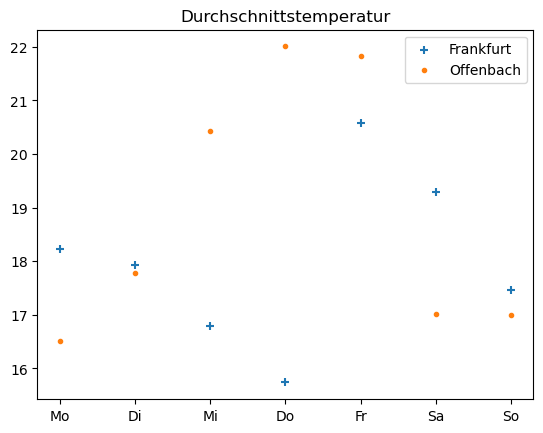 Durchschnittstemperatur
Frankfurt
Offenbach
22
21
20
19
18
17
16
Mo Di Mi Do Fr Sa So